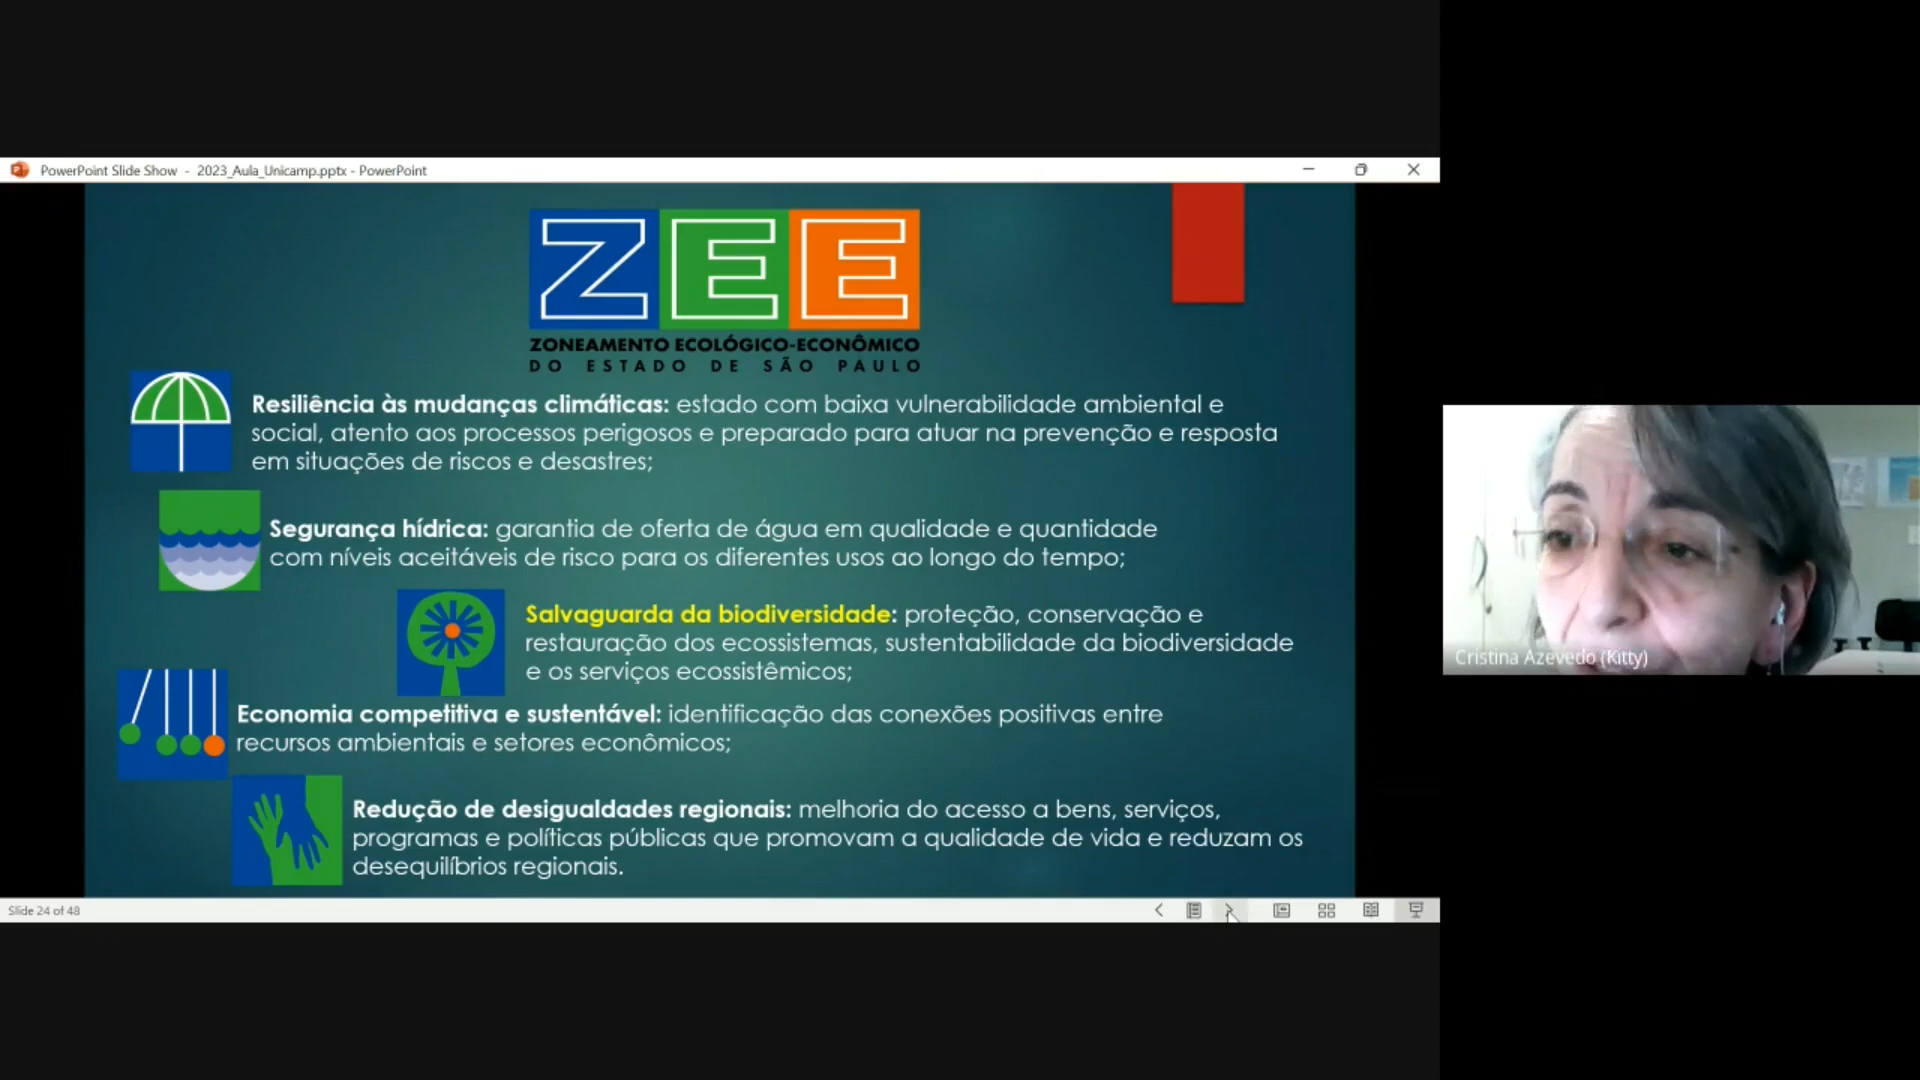 PowerPoint Slide Show - 2023_Aula_Unicamp.pptx - PowerPoint
ZEE
ZONEAMENTO ECOLÓGICO-ECONÔMICO
DO ESTADO DE SÃO PAULO
Resiliência às mudanças climáticas: estado com baixa vulnerabilidade ambiental e
social, atento aos processos perigosos e preparado para atuar na prevenção e resposta
em situações de riscos e desastres;
Segurança hídrica: garantia de oferta de água em qualidade e quantidade
com níveis aceitáveis de risco para os diferentes usos ao longo do tempo;
Salvaguarda da biodiversidade: proteção, conservação e
restauração dos ecossistemas, sustentabilidade da biodiversidade
e os serviços ecossistêmicos;
Economia competitiva e sustentável: identificação das conexões positivas entre
recursos ambientais e setores econômicos;
Redução de desigualdades regionais: melhoria do acesso a bens, serviços,
programas e políticas públicas que promovam a qualidade de vida e reduzam os
desequilíbrios regionais.
Slide 24 of 48
Cristina Azevedo (Kitty)